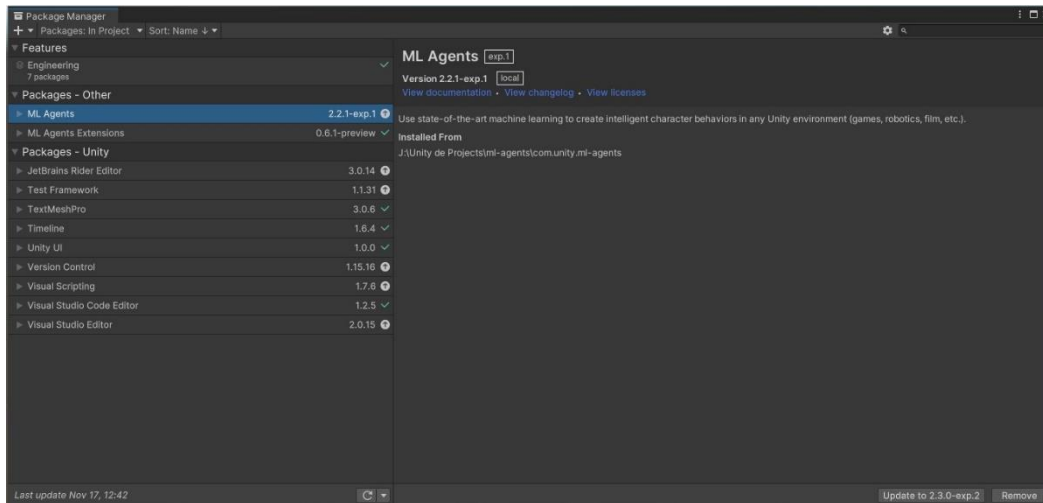 Package Manager
Packages: In Project Sort: Name ↓
Features
Engineering
7 packages
Packages - Other
ML Agents 2.2.1-exp.1
ML Agents Extensions 0.6.1-preview
Packages - Unity
JetBrains Rider Editor 3.0.14
Test Framework 1.1.31
TextMeshPro 3.0.6
Timeline 1.6.4
Unity UI 1.0.0
Version Control 1.15.16
Visual Scripting 1.7.6
Visual Studio Code Editor 1.2.5
Visual Studio Editor 2.0.15
Last update Nov 17, 12:42
ML Agents exp.1
Version 2.2.1-exp.1 local
View documentation • View changelog • View licenses
Use state-of-the-art machine learning to create intelligent character behaviors in any Unity environment (games, robotics, film, etc.).
Installed From
J:\Unity de Projects\ml-agents\com.unity.ml-agents
Update to 2.3.0-exp.2 Remove